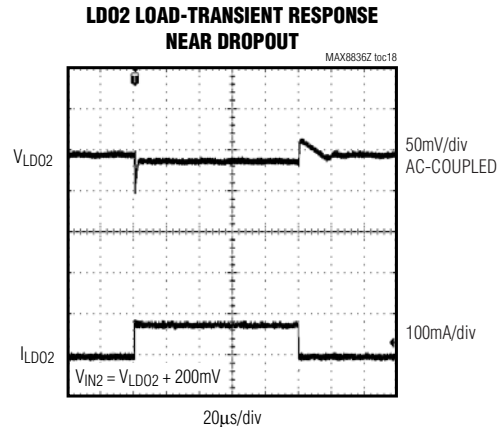 LDO2 LOAD-TRANSIENT RESPONSE
NEAR DROPOUT
MAX8836Z toc18
VLDO2
50mV/div
AC-COUPLED
ILDO2
100mA/div
VIN2 = VLDO2 + 200mV
20µs/div